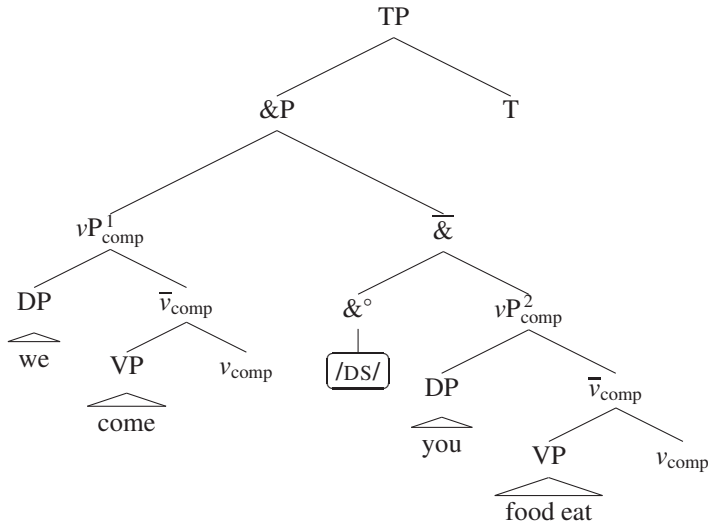 TP
&P T
vP¹comp &̅
DP v̅comp &° vP²comp
we VP vcomp /DS/ DP v̅comp
come you VP vcomp
food eat